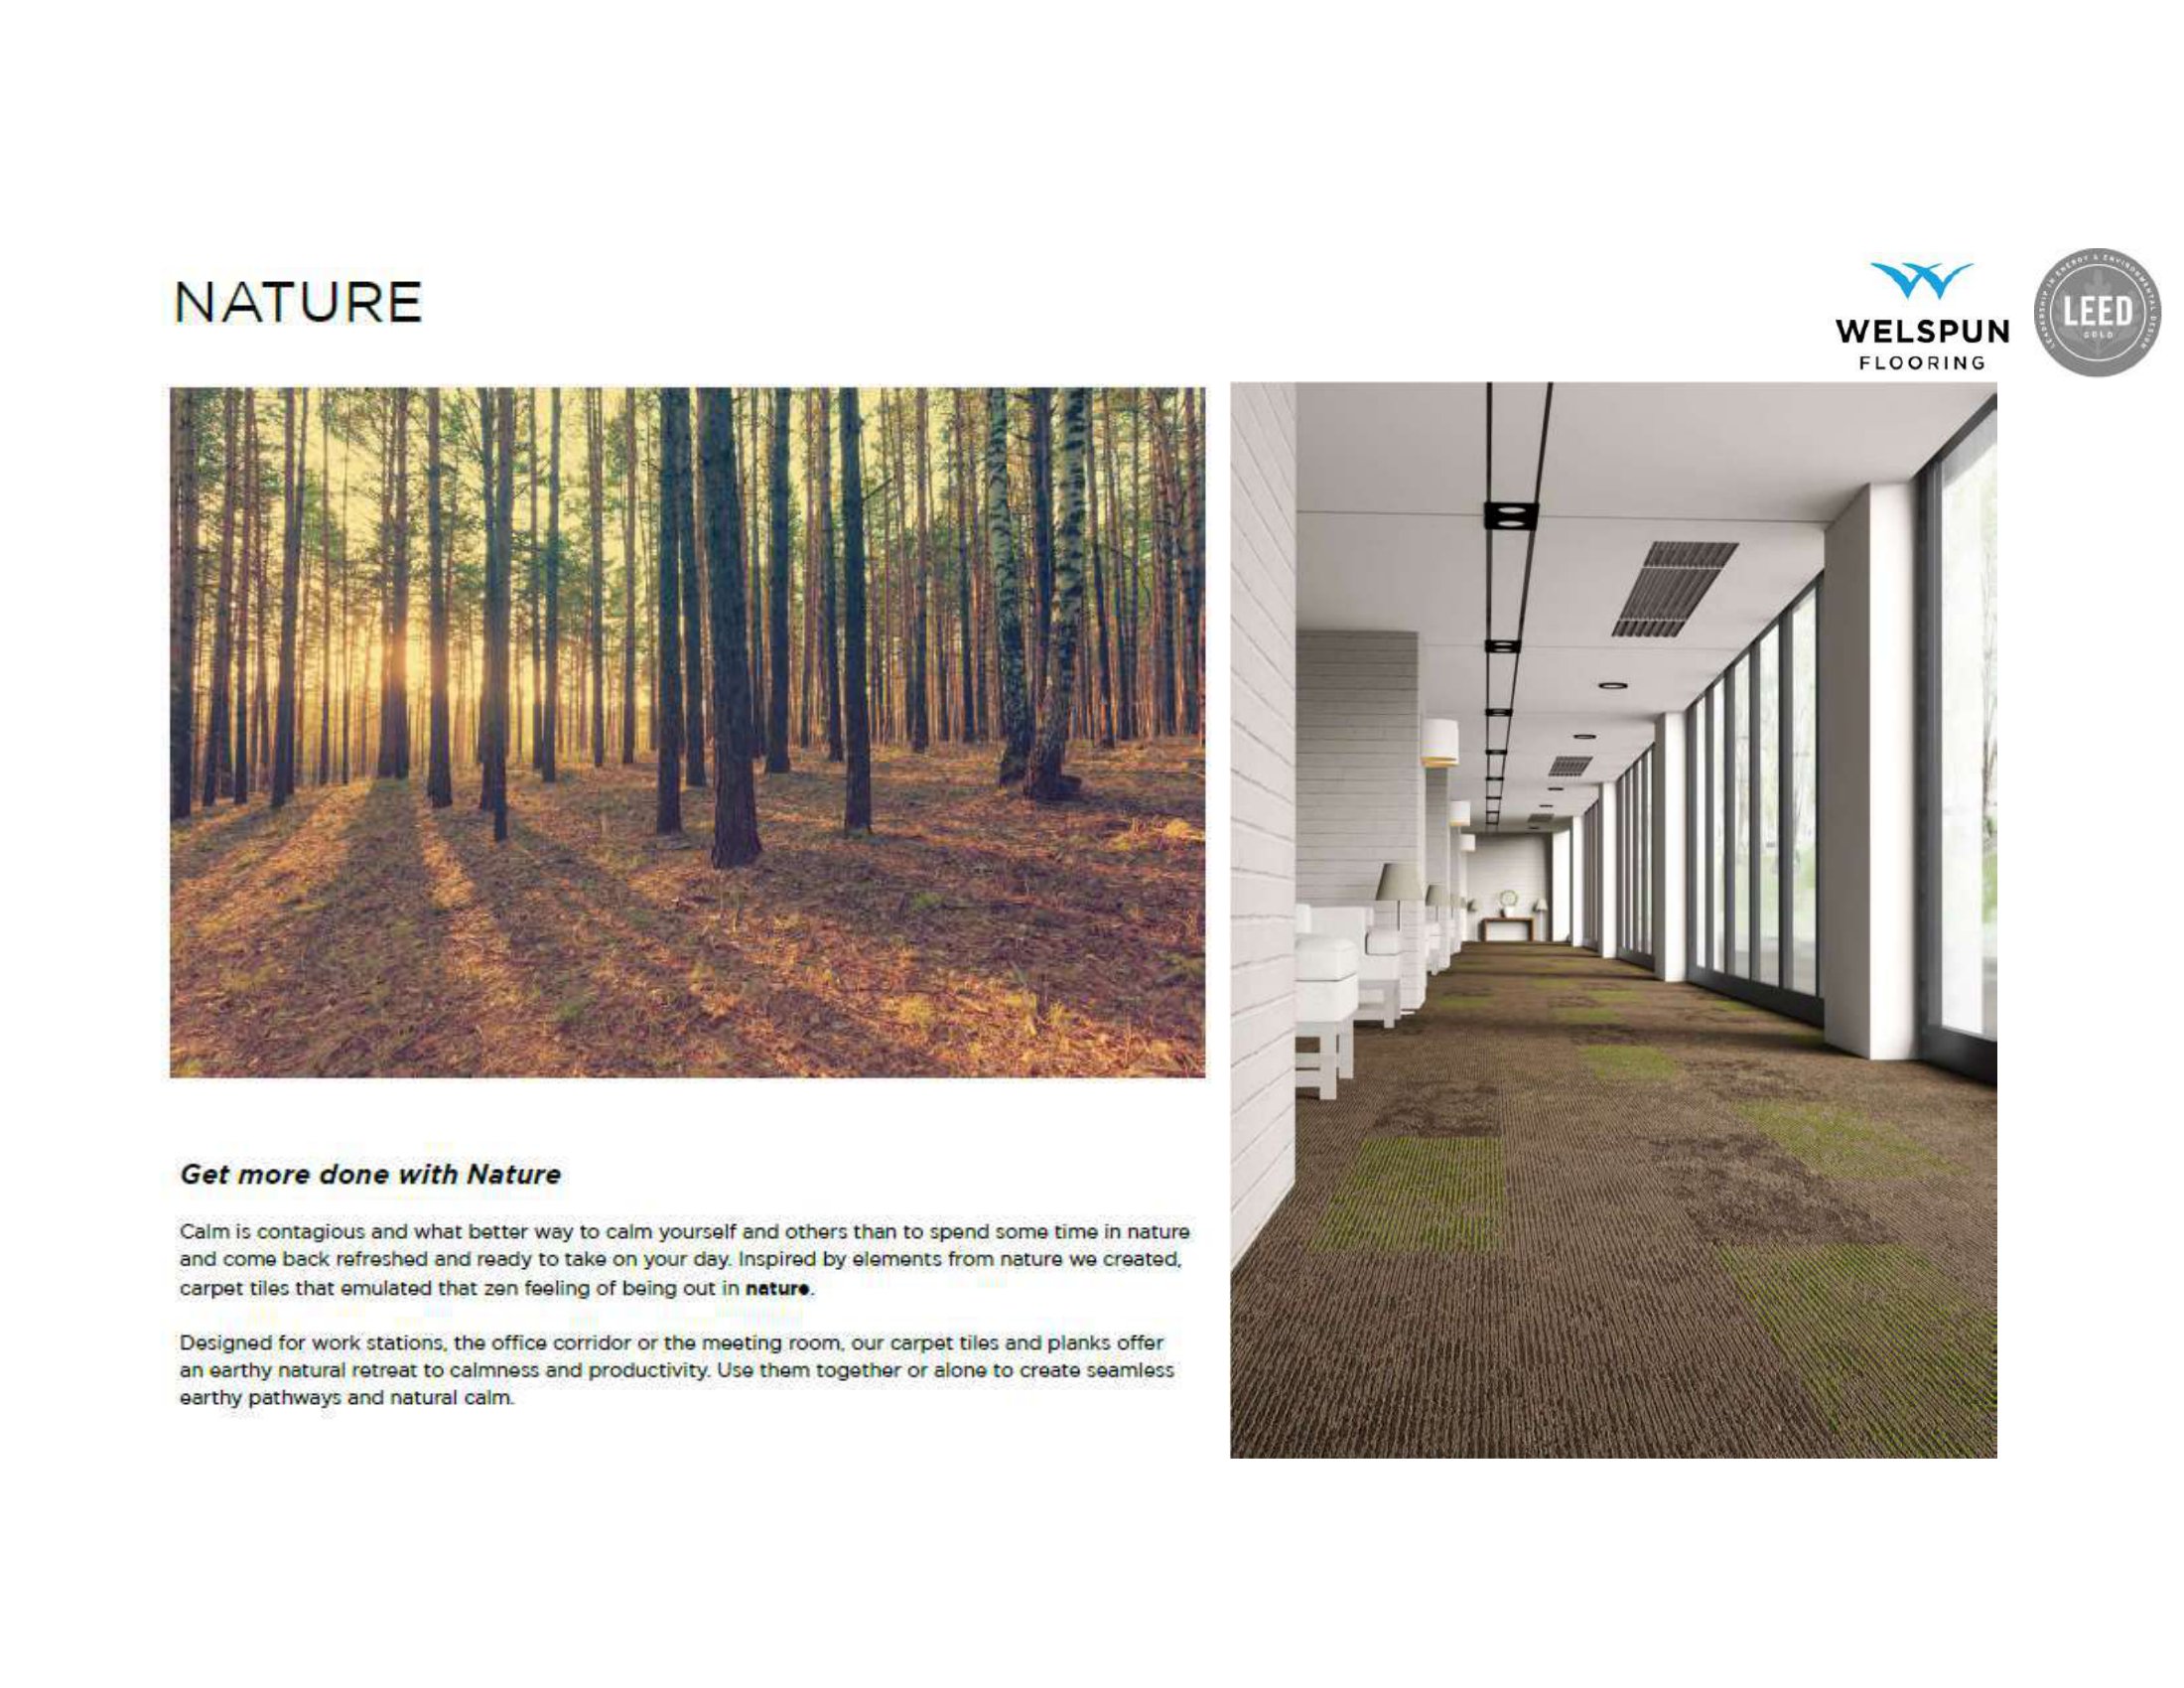 NATURE
WELSPUN
FLOORING
LEADERSHIP IN ENERGY & ENVIRONMENTAL DESIGN
LEED
GOLD
Get more done with Nature
Calm is contagious and what better way to calm yourself and others than to spend some time in nature
and come back refreshed and ready to take on your day. Inspired by elements from nature we created,
carpet tiles that emulated that zen feeling of being out in nature.
Designed for work stations, the office corridor or the meeting room, our carpet tiles and planks offer
an earthy natural retreat to calmness and productivity. Use them together or alone to create seamless
earthy pathways and natural calm.